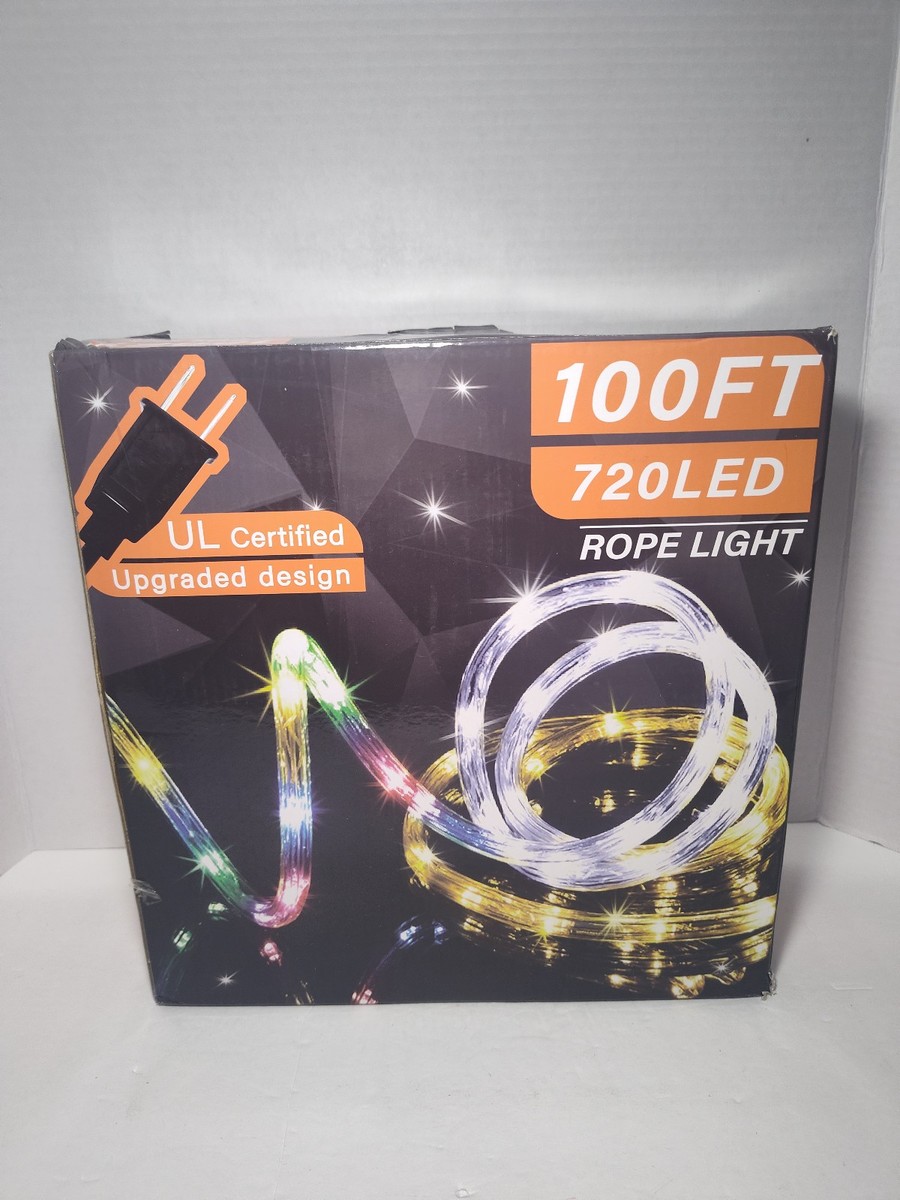 100FT
720LED
ROPE LIGHT
UL Certified
Upgraded design